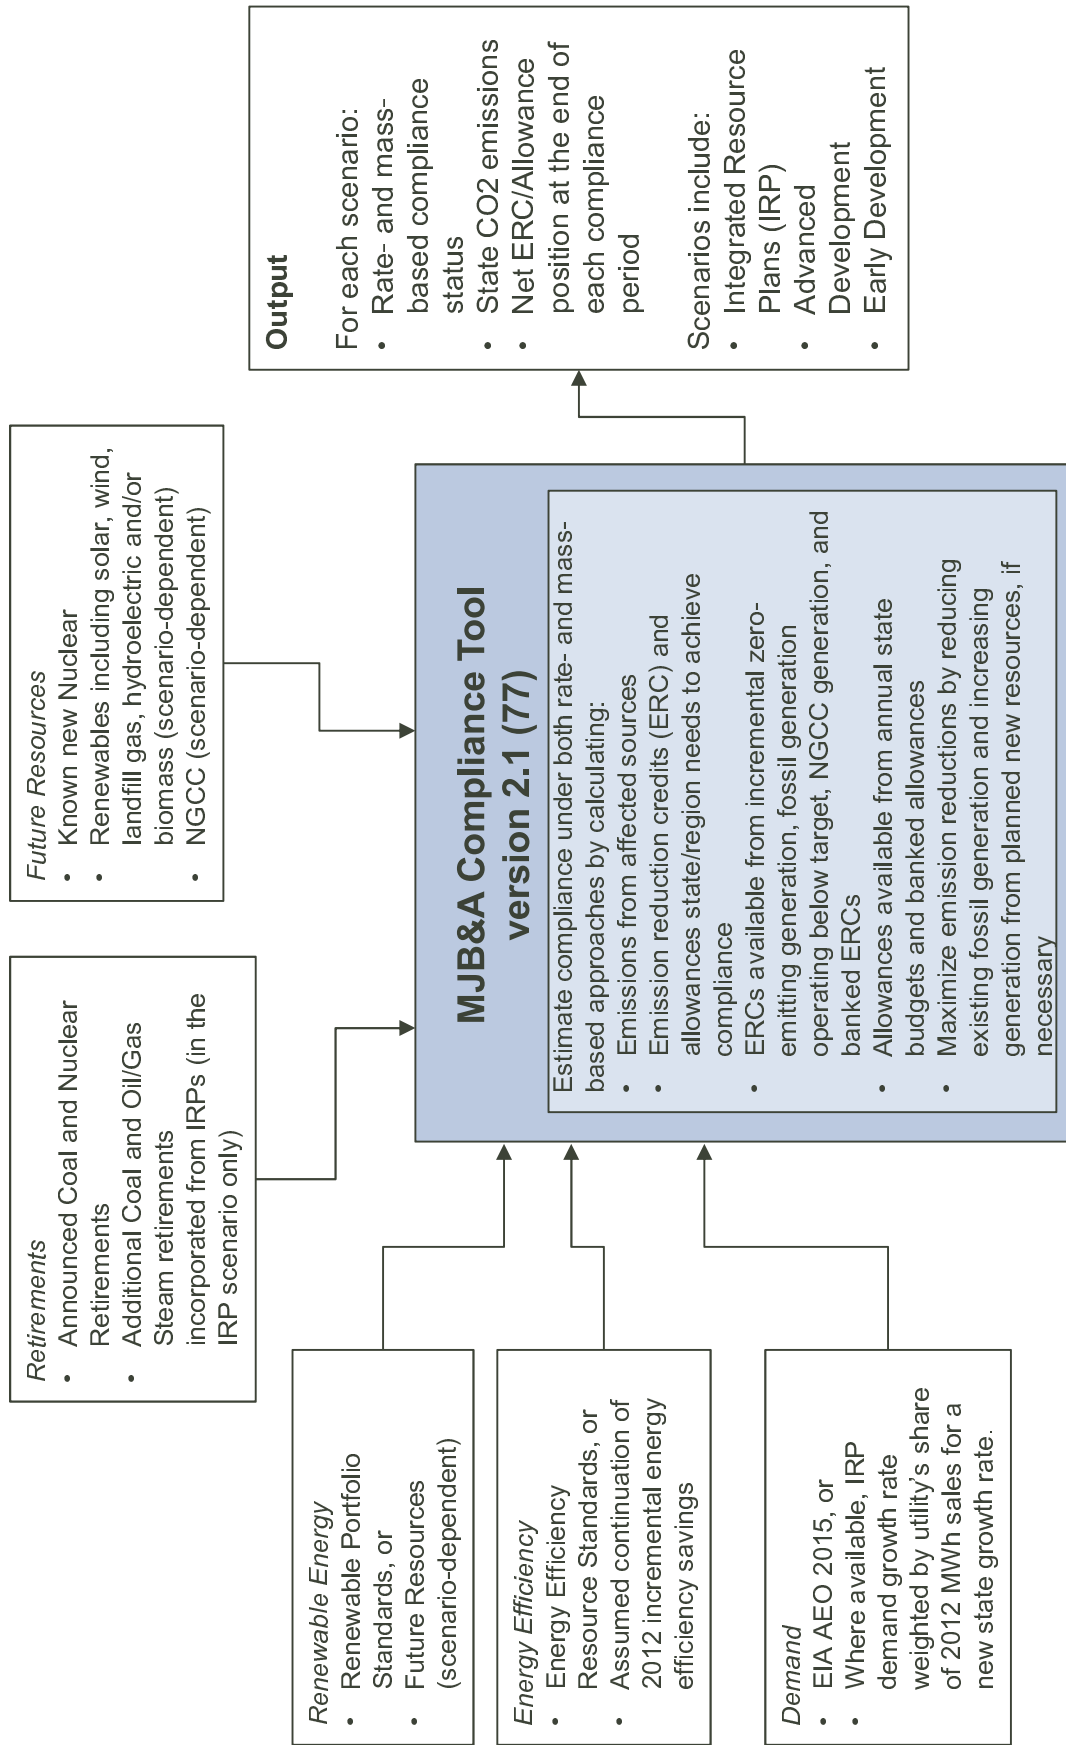 Retirements
• Announced Coal and Nuclear
Retirements
• Additional Coal and Oil/Gas
Steam retirements
incorporated from IRPs (in the
IRP scenario only)
Future Resources
• Known new Nuclear
• Renewables including solar, wind,
landfill gas, hydroelectric and/or
biomass (scenario-dependent)
• NGCC (scenario-dependent)
Renewable Energy
• Renewable Portfolio
Standards, or
• Future Resources
(scenario-dependent)
Energy Efficiency
• Energy Efficiency
Resource Standards, or
• Assumed continuation of
2012 incremental energy
efficiency savings
Demand
• EIA AEO 2015, or
• Where available, IRP
demand growth rate
weighted by utility's share
of 2012 MWh sales for a
new state growth rate.
MJB&A Compliance Tool
version 2.1 (77)
Estimate compliance under both rate- and mass-
based approaches by calculating:
• Emissions from affected sources
• Emission reduction credits (ERC) and
allowances state/region needs to achieve
compliance
• ERCs available from incremental zero-
emitting generation, fossil generation
operating below target, NGCC generation, and
banked ERCs
• Allowances available from annual state
budgets and banked allowances
• Maximize emission reductions by reducing
existing fossil generation and increasing
generation from planned new resources, if
necessary
Output
For each scenario:
• Rate- and mass-
based compliance
status
• State CO2 emissions
• Net ERC/Allowance
position at the end of
each compliance
period
Scenarios include:
• Integrated Resource
Plans (IRP)
• Advanced
Development
• Early Development